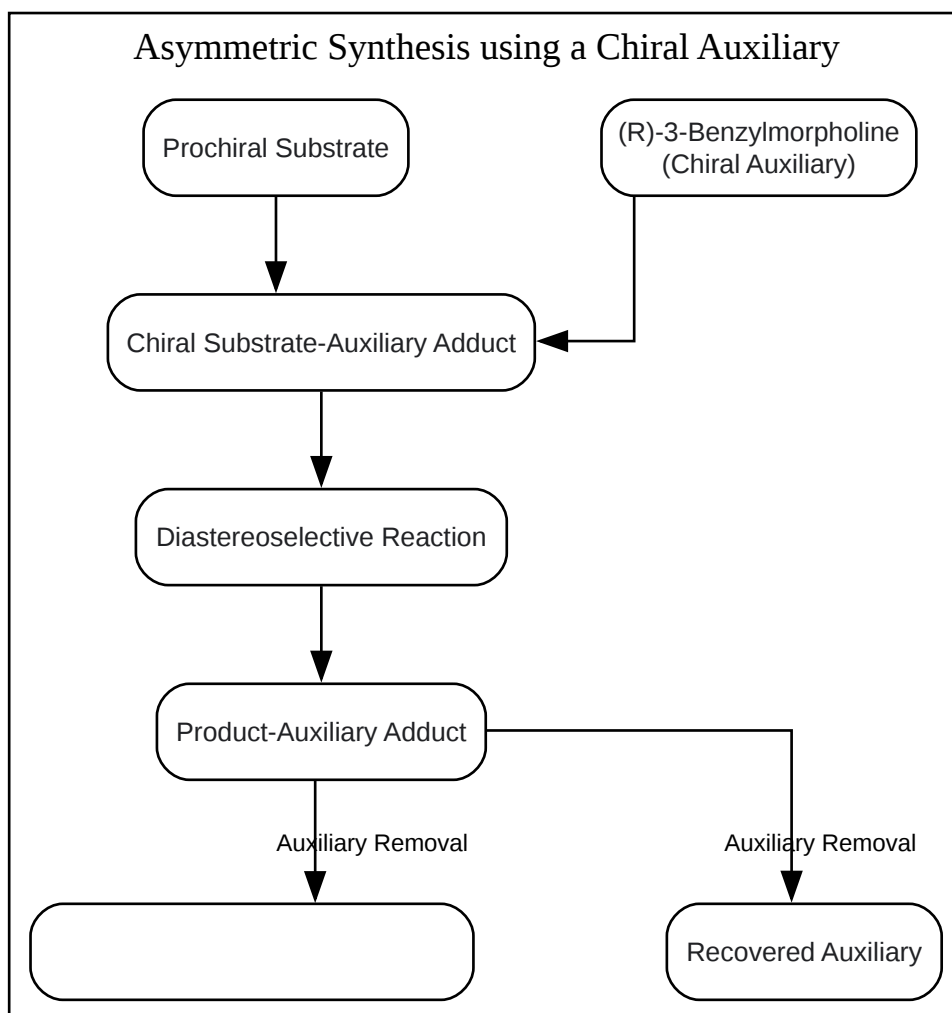 Asymmetric Synthesis using a Chiral Auxiliary
Prochiral Substrate
(R)-3-Benzylmorpholine
(Chiral Auxiliary)
Chiral Substrate-Auxiliary Adduct
Diastereoselective Reaction
Product-Auxiliary Adduct
Auxiliary Removal
Auxiliary Removal
Recovered Auxiliary